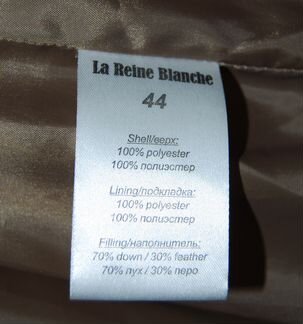 La Reine Blanche
44
Shell/верх:
100% polyester
100% полиэстер
Lining/подкладка:
100% polyester
100% полиэстер
Filling/наполнитель:
70% down / 30% feather
70% пух / 30% перо